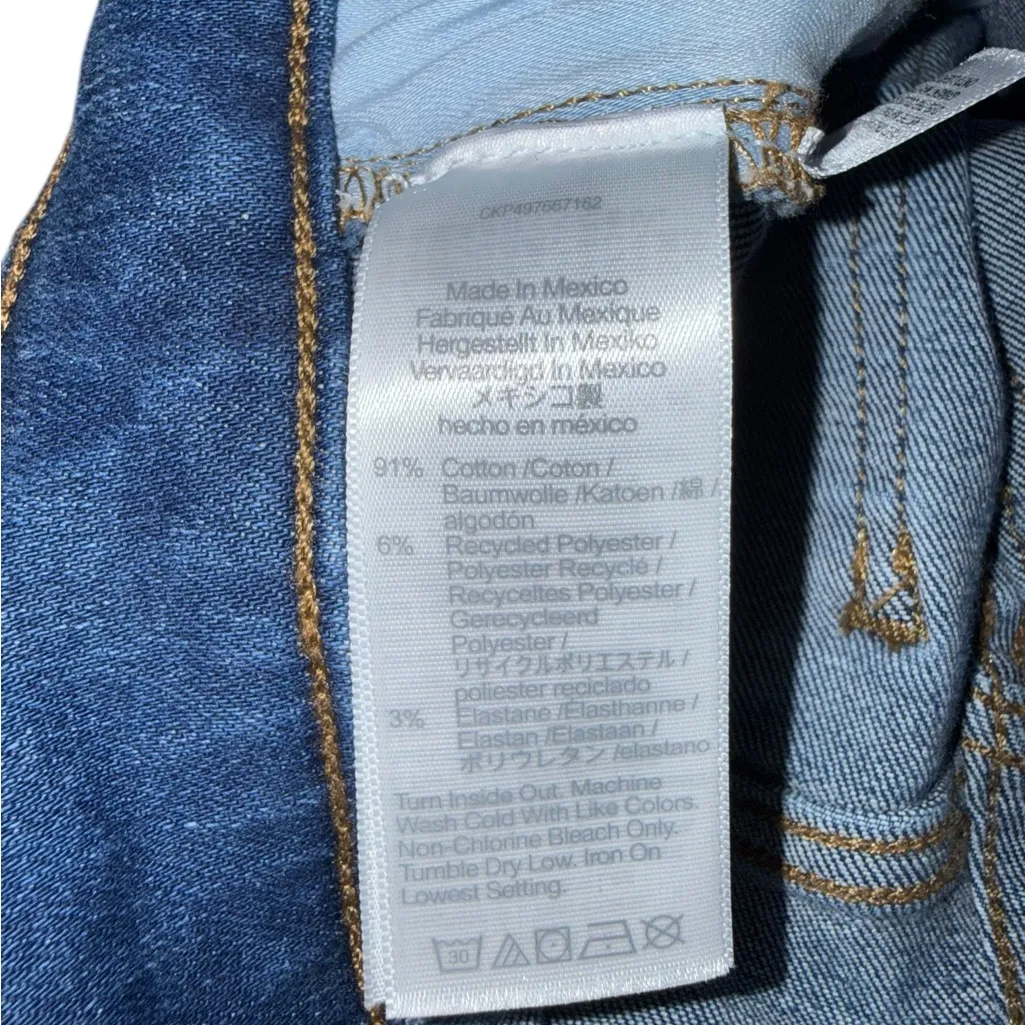 CKP497667162
Made In Mexico
Fabriqué Au Mexique
Hergestellt In Mexiko
Vervaardigd In Mexico
メキシコ製
hecho en méxico
91% Cotton /Coton /
Baumwolle /Katoen /綿 /
algodón
6% Recycled Polyester /
Polyester Recyclé /
Recyceltes Polyester /
Gerecycleerd
Polyester /
リサイクルポリエステル /
poliester reciclado
3% Elastane /Élasthanne /
Elastan /Elastaan /
ポリウレタン /elastano
Turn Inside Out. Machine
Wash Cold With Like Colors.
Non-Chlorine Bleach Only.
Tumble Dry Low. Iron On
Lowest Setting.
30